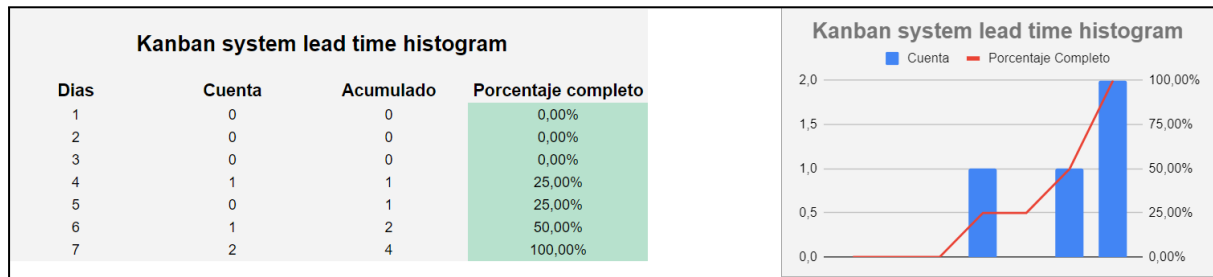 Kanban system lead time histogram
Dias Cuenta Acumulado Porcentaje completo
1 0 0 0,00%
2 0 0 0,00%
3 0 0 0,00%
4 1 1 25,00%
5 0 1 25,00%
6 1 2 50,00%
7 2 4 100,00%
Kanban system lead time histogram
Cuenta Porcentaje Completo
2,0 100,00%
1,5 75,00%
1,0 50,00%
0,5 25,00%
0,0 0,00%